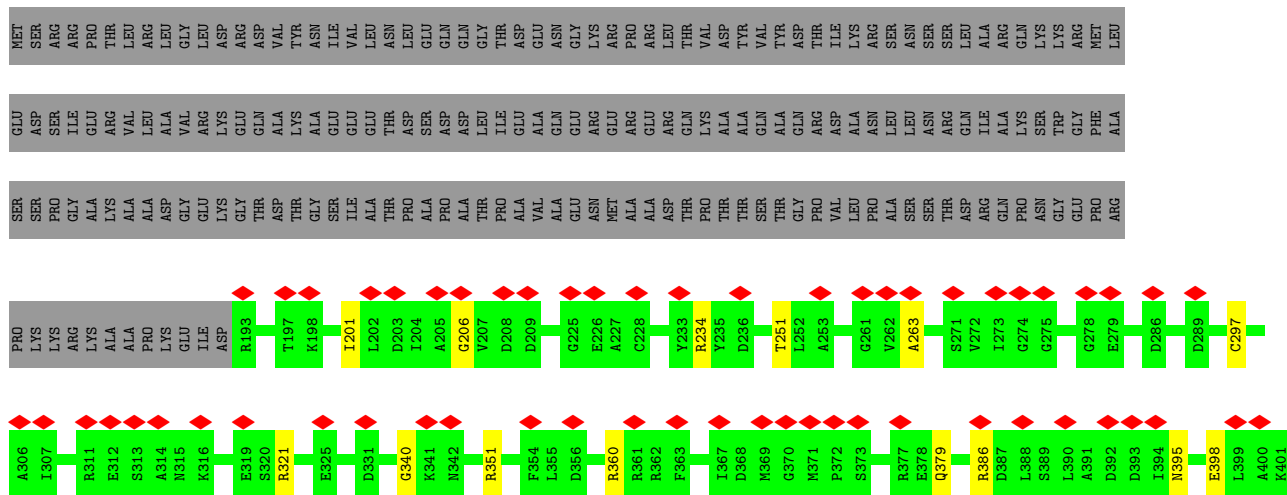 MET SER ARG ARG PRO THR LEU ARG LEU GLY LEU ASP ARG ASP VAL TYR ASN ILE VAL LEU ASN LEU GLU GLN GLN GLY THR ASP GLU ASN GLY LYS ARG PRO ARG LEU THR VAL ASP TYR VAL TYR ASP THR ILE LYS ARG SER ASN SER SER LEU ALA ARG GLN LYS LYS ARG MET LEU
GLU ASP SER ILE GLU ARG VAL LEU ALA VAL ARG LYS GLU GLN ALA LYS ALA GLU GLU GLU THR ASP SER ASP ASP LEU ILE GLU ALA GLN GLU ARG GLU ARG GLU ARG GLN LYS ALA ALA GLN ALA GLN ARG ASP ALA ASN LEU LEU ASN ARG GLN ILE ALA LYS SER TRP GLY PHE ALA
SER SER PRO GLY ALA LYS ALA ALA ASP GLY GLU LYS GLY THR ASP THR GLY SER ILE ALA THR PRO ALA PRO ALA THR PRO ALA VAL ALA GLU ASN MET ALA ALA ASP THR PRO THR THR SER THR GLY PRO VAL LEU PRO ALA SER SER THR ASP ARG GLN PRO ASN GLY GLU PRO ARG
PRO LYS LYS ARG LYS ALA ALA PRO LYS GLU ILE ASP R193 T197 K198 I201 L202 D203 I204 A205 G206 V207 D208 D209 G225 E226 A227 C228 Y233 R234 Y235 D236 T251 L252 A253 G261 V262 A263 S271 V272 I273 G274 G275 G278 E279 D286 D289 C297
A306 I307 R311 E312 S313 A314 N315 K316 E319 S320 R321 E325 D331 G340 K341 N342 R351 F354 L355 D356 R360 R361 R362 F363 I367 D368 M369 G370 M371 P372 S373 R377 E378 Q379 R386 D387 L388 S389 L390 A391 D392 D393 I394 N395 E398 L399 A400 K401